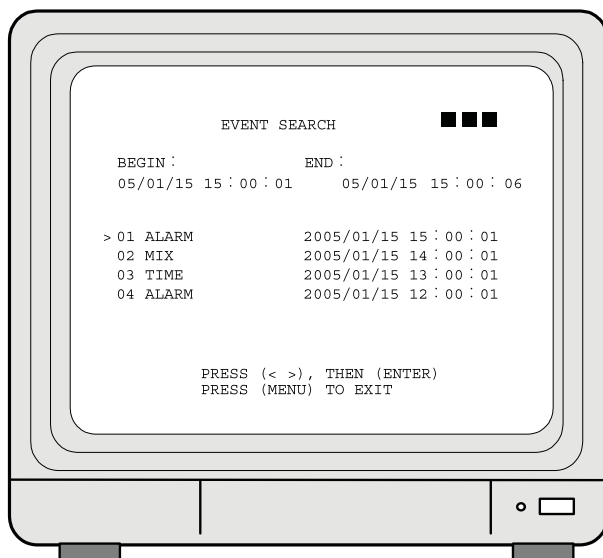 EVENT SEARCH
BEGIN: END:
05/01/15 15:00:01 05/01/15 15:00:06
> 01 ALARM 2005/01/15 15:00:01
02 MIX 2005/01/15 14:00:01
03 TIME 2005/01/15 13:00:01
04 ALARM 2005/01/15 12:00:01
PRESS (< >), THEN (ENTER)
PRESS (MENU) TO EXIT